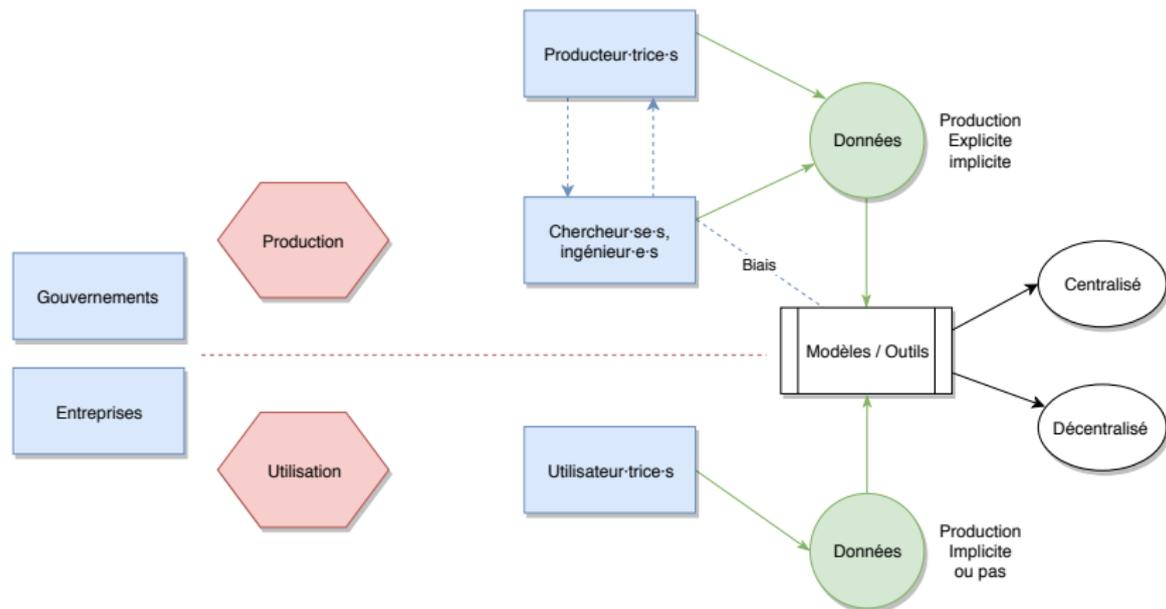 Producteur·trice·s
Données
Production
Explicite
implicite
Chercheur·se·s,
ingénieur·e·s
Production
Biais
Gouvernements
Centralisé
Modèles / Outils
Entreprises
Décentralisé
Utilisation
Utilisateur·trice·s
Données
Production
Implicite
ou pas